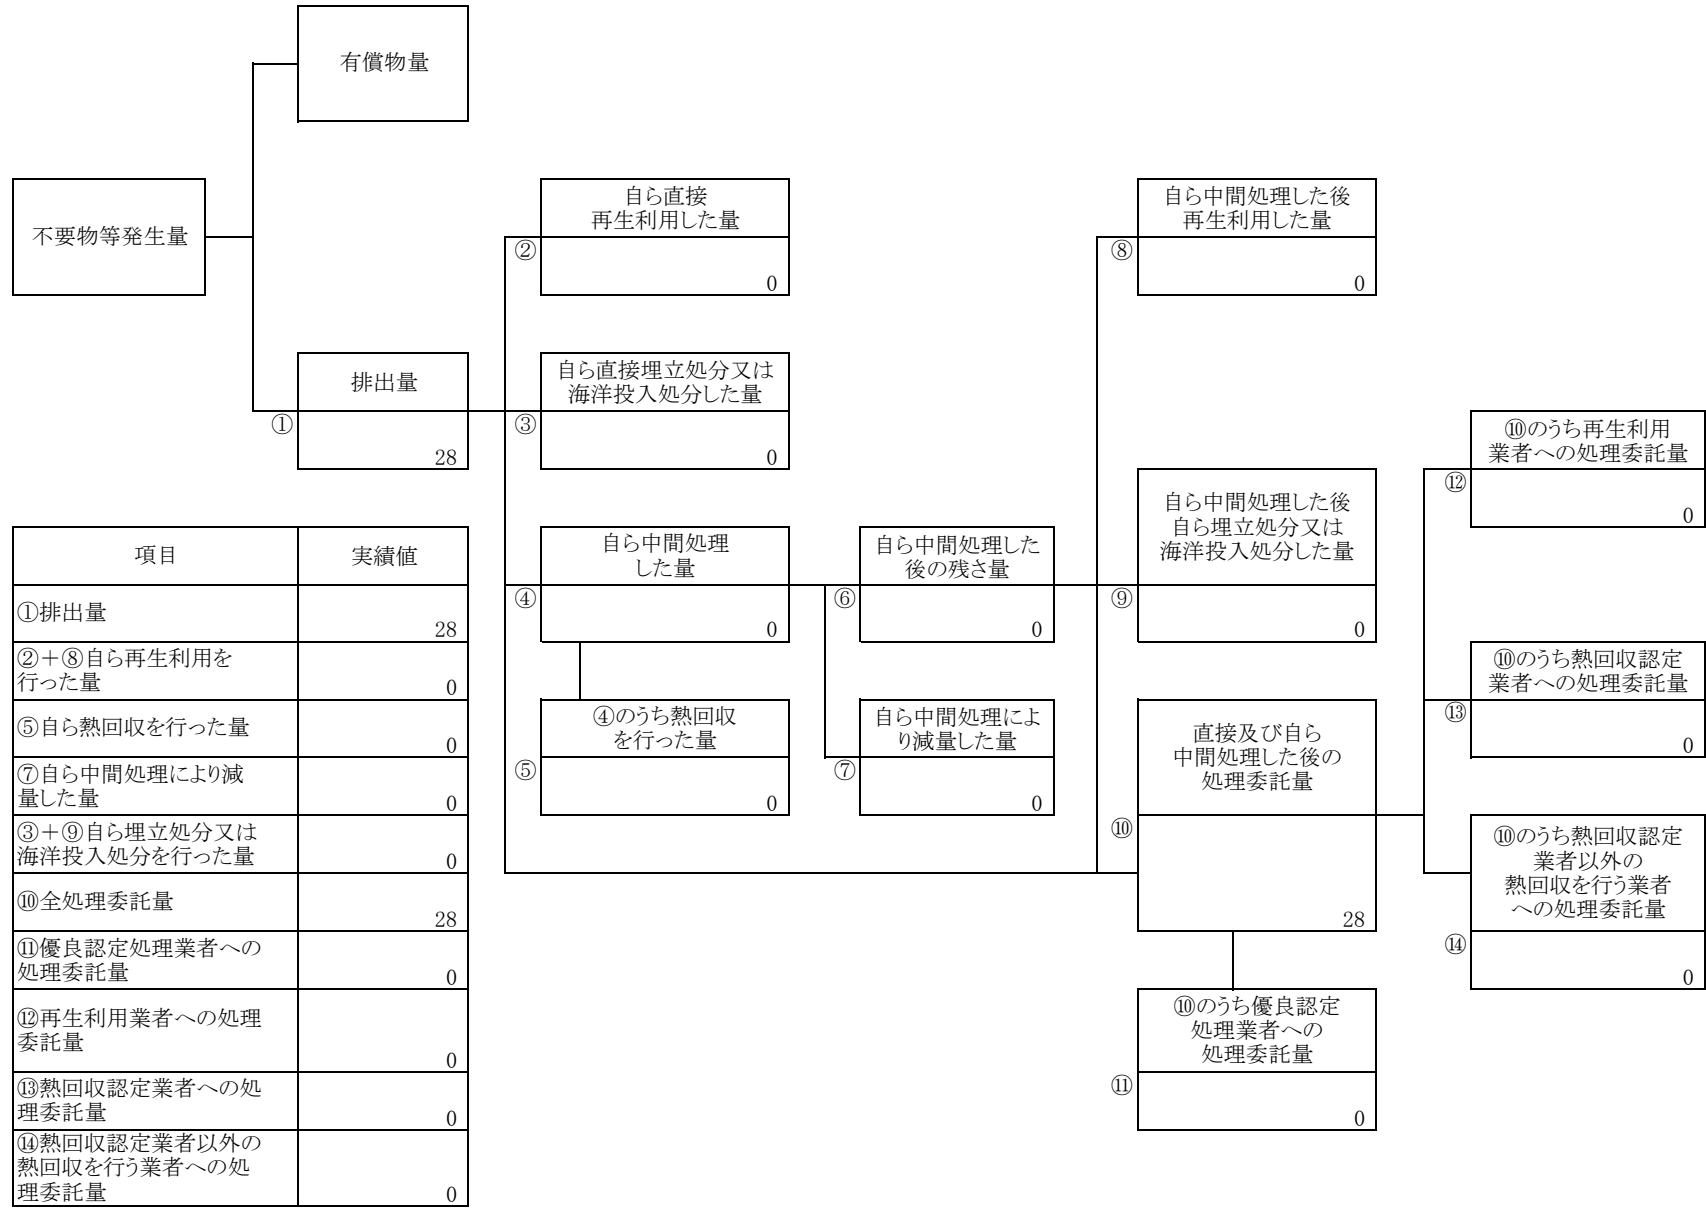 有償物量
不要物等発生量
自ら直接
再生利用した量
②
0
自ら中間処理した後
再生利用した量
⑧
0
排出量
①
28
自ら直接埋立処分又は
海洋投入処分した量
③
0
⑩のうち再生利用
業者への処理委託量
⑫
0
自ら中間処理した後
自ら埋立処分又は
海洋投入処分した量
⑨
0
自ら中間処理
した量
④
0
自ら中間処理した
後の残さ量
⑥
0
⑩のうち熱回収認定
業者への処理委託量
⑬
0
④のうち熱回収
を行った量
⑤
0
自ら中間処理によ
り減量した量
⑦
0
直接及び自ら
中間処理した後の
処理委託量
⑩
28
⑩のうち熱回収認定
業者以外の
熱回収を行う業者
への処理委託量
⑭
0
⑩のうち優良認定
処理業者への
処理委託量
⑪
0
項目 実績値
①排出量
28
②＋⑧自ら再生利用を
行った量
0
⑤自ら熱回収を行った量
0
⑦自ら中間処理により減
量した量
0
③＋⑨自ら埋立処分又は
海洋投入処分を行った量
0
⑩全処理委託量
28
⑪優良認定処理業者への
処理委託量
0
⑫再生利用業者への処理
委託量
0
⑬熱回収認定業者への処
理委託量
0
⑭熱回収認定業者以外の
熱回収を行う業者への処
理委託量
0